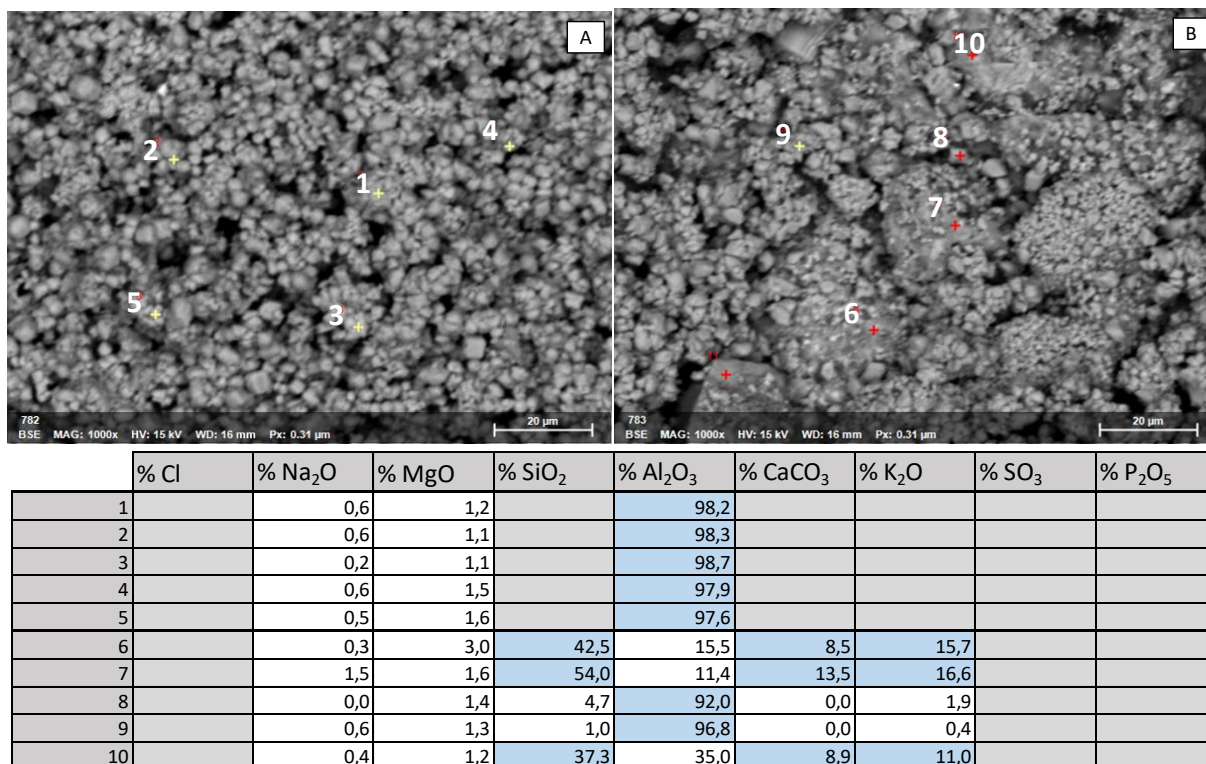 A
B
10
2
4
9
8
1
7
5
3
6
11
782
BSE MAG: 1000x HV: 15 kV WD: 16 mm Px: 0.31 µm
20 µm
783
BSE MAG: 1000x HV: 15 kV WD: 16 mm Px: 0.31 µm
20 µm
% Cl % Na₂O % MgO % SiO₂ % Al₂O₃ % CaCO₃ % K₂O % SO₃ % P₂O₅
1 0,6 1,2 98,2
2 0,6 1,1 98,3
3 0,2 1,1 98,7
4 0,6 1,5 97,9
5 0,5 1,6 97,6
6 0,3 3,0 42,5 15,5 8,5 15,7
7 1,5 1,6 54,0 11,4 13,5 16,6
8 0,0 1,4 4,7 92,0 0,0 1,9
9 0,6 1,3 1,0 96,8 0,0 0,4
10 0,4 1,2 37,3 35,0 8,9 11,0